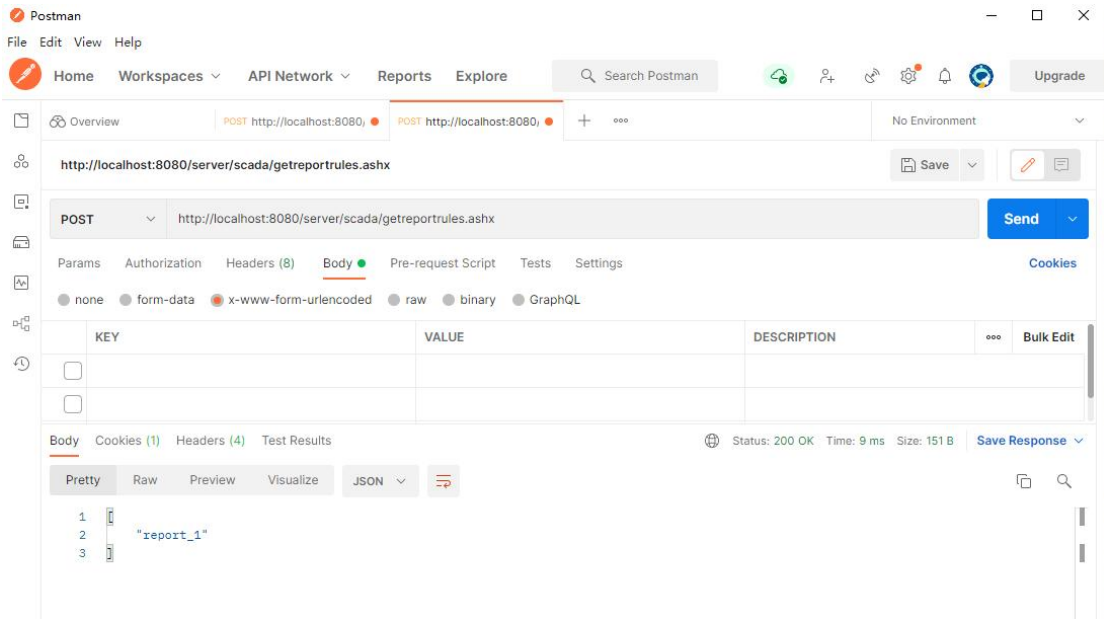 Postman
File Edit View Help
Home Workspaces API Network Reports Explore Search Postman Upgrade
Overview POST http://localhost:8080/ POST http://localhost:8080/ No Environment
http://localhost:8080/server/scada/getreportrules.ashx Save
POST http://localhost:8080/server/scada/getreportrules.ashx Send
Params Authorization Headers (8) Body Pre-request Script Tests Settings Cookies
none form-data x-www-form-urlencoded raw binary GraphQL
KEY VALUE DESCRIPTION Bulk Edit
Body Cookies (1) Headers (4) Test Results Status: 200 OK Time: 9 ms Size: 151 B Save Response
Pretty Raw Preview Visualize JSON
1 [
2 "report_1"
3 ]